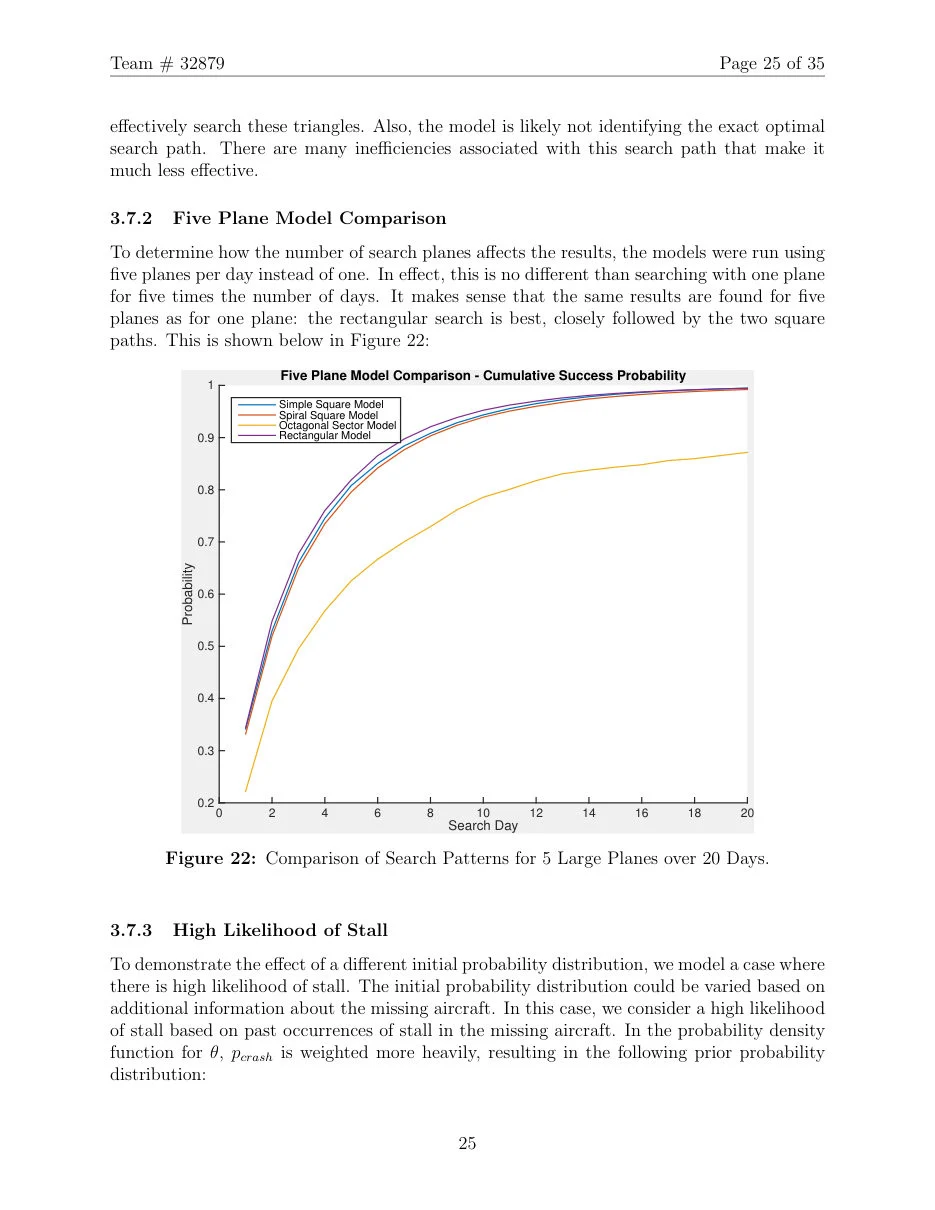 Team # 32879 Page 25 of 35
effectively search these triangles. Also, the model is likely not identifying the exact optimal
search path. There are many inefficiencies associated with this search path that make it
much less effective.
3.7.2 Five Plane Model Comparison
To determine how the number of search planes affects the results, the models were run using
five planes per day instead of one. In effect, this is no different than searching with one plane
for five times the number of days. It makes sense that the same results are found for five
planes as for one plane: the rectangular search is best, closely followed by the two square
paths. This is shown below in Figure 22:
Five Plane Model Comparison - Cumulative Success Probability
Simple Square Model
Spiral Square Model
Octagonal Sector Model
Rectangular Model
1
0.9
0.8
0.7
0.6
0.5
0.4
0.3
0.2
Probability
0 2 4 6 8 10 12 14 16 18 20
Search Day
Figure 22: Comparison of Search Patterns for 5 Large Planes over 20 Days.
3.7.3 High Likelihood of Stall
To demonstrate the effect of a different initial probability distribution, we model a case where
there is high likelihood of stall. The initial probability distribution could be varied based on
additional information about the missing aircraft. In this case, we consider a high likelihood
of stall based on past occurrences of stall in the missing aircraft. In the probability density
function for θ, p_crash is weighted more heavily, resulting in the following prior probability
distribution:
25